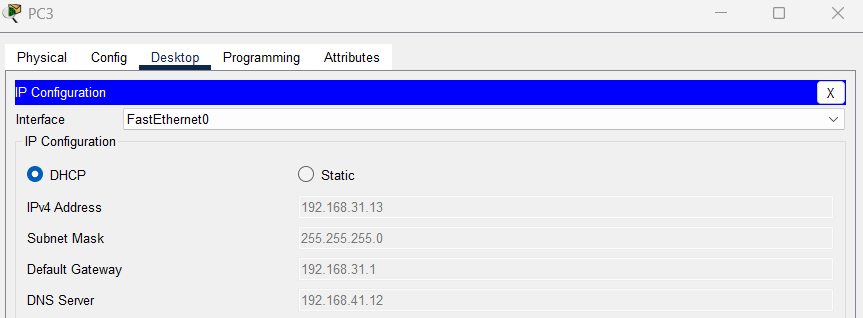 PC3
Physical Config Desktop Programming Attributes
IP Configuration X
Interface FastEthernet0
IP Configuration
DHCP Static
IPv4 Address 192.168.31.13
Subnet Mask 255.255.255.0
Default Gateway 192.168.31.1
DNS Server 192.168.41.12